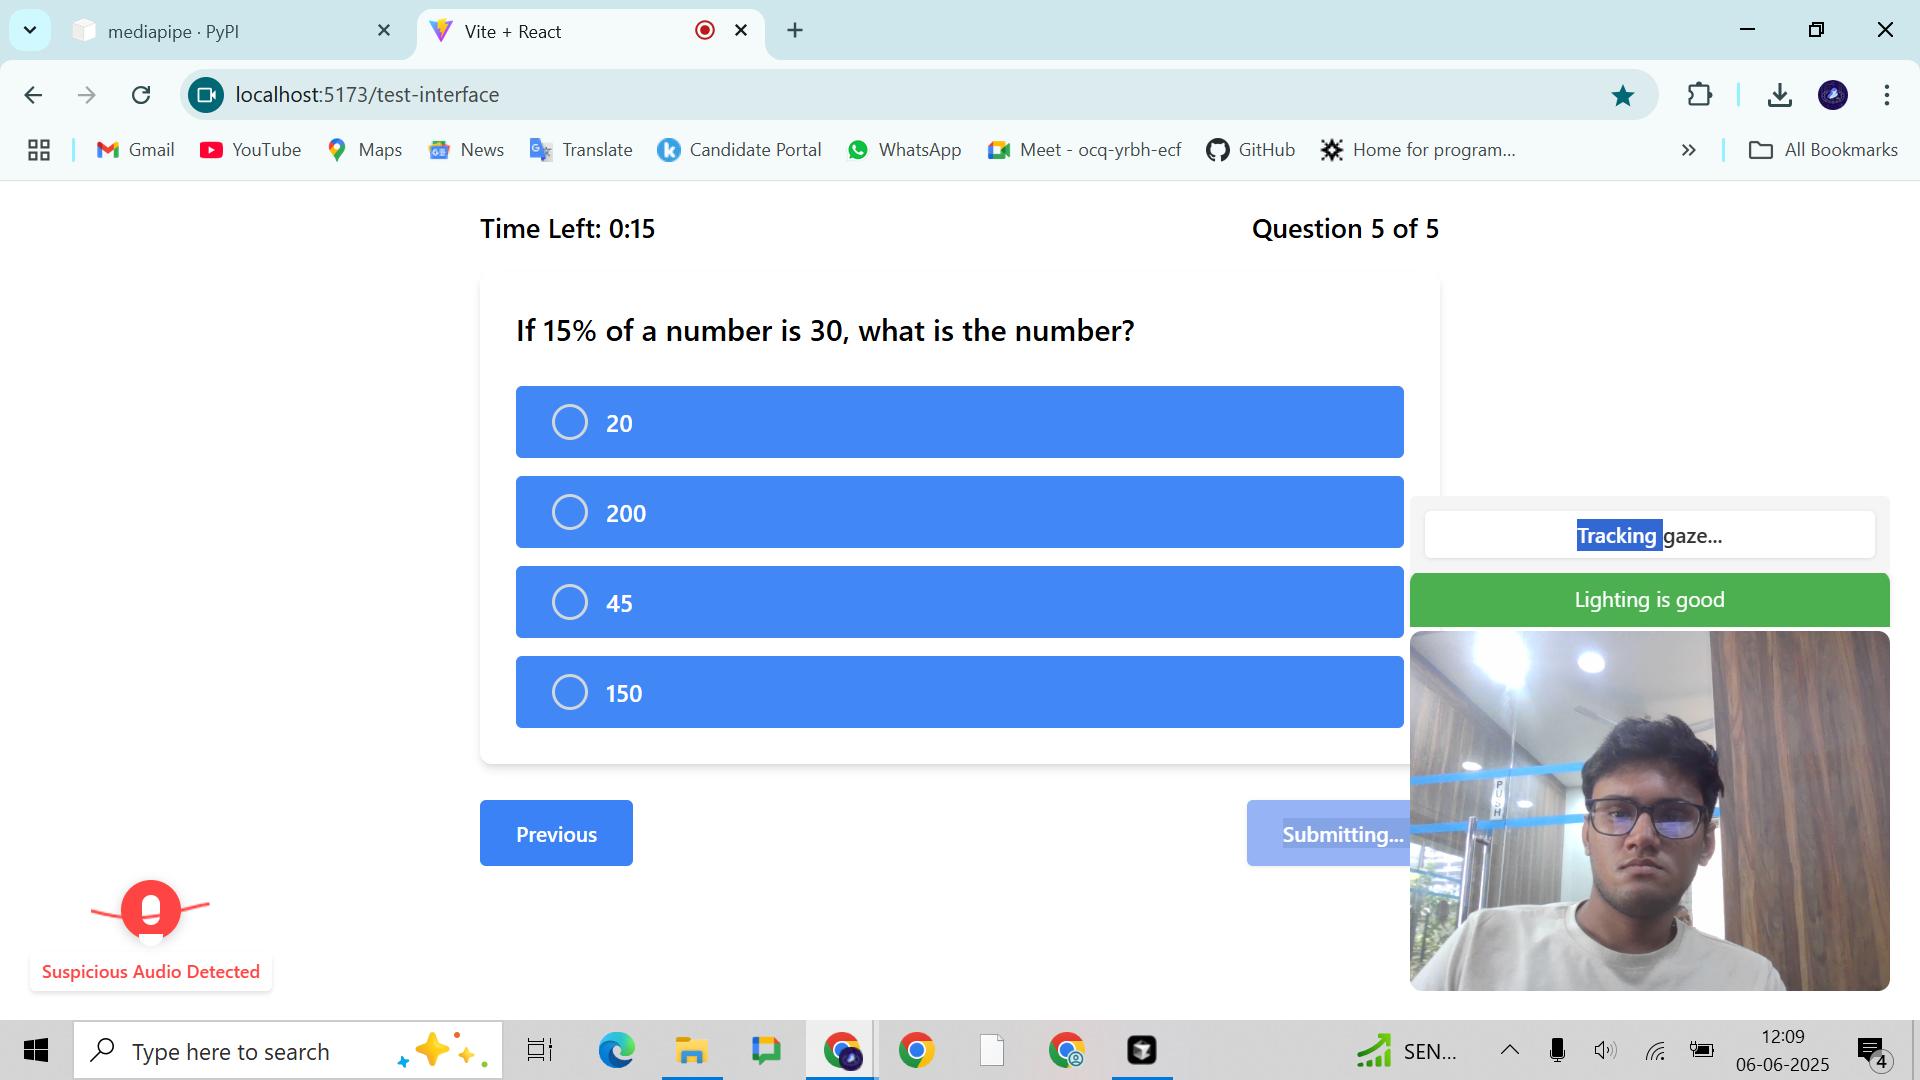 mediapipe · PyPI
Vite + React
localhost:5173/test-interface
Gmail
YouTube
Maps
News
Translate
Candidate Portal
WhatsApp
Meet - ocq-yrbh-ecf
GitHub
Home for program...
All Bookmarks
Time Left: 0:15
Question 5 of 5
If 15% of a number is 30, what is the number?
20
200
45
150
Tracking gaze...
Lighting is good
PUSH
Previous
Submitting...
Suspicious Audio Detected
Type here to search
SEN...
12:09
06-06-2025
4